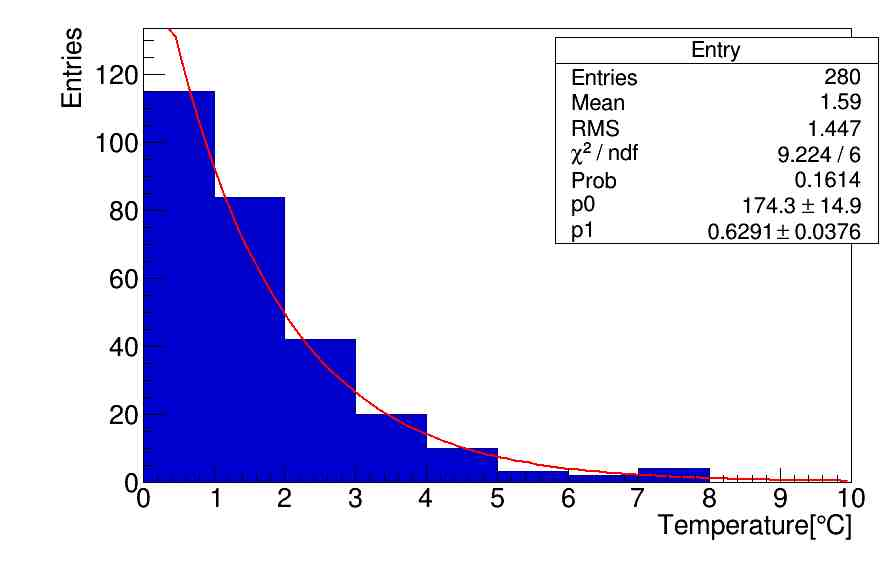 Entries
120
100
80
60
40
20
0
0 1 2 3 4 5 6 7 8 9 10
Temperature[°C]
Entry
Entries 280
Mean 1.59
RMS 1.447
χ² / ndf 9.224 / 6
Prob 0.1614
p0 174.3 ± 14.9
p1 0.6291 ± 0.0376